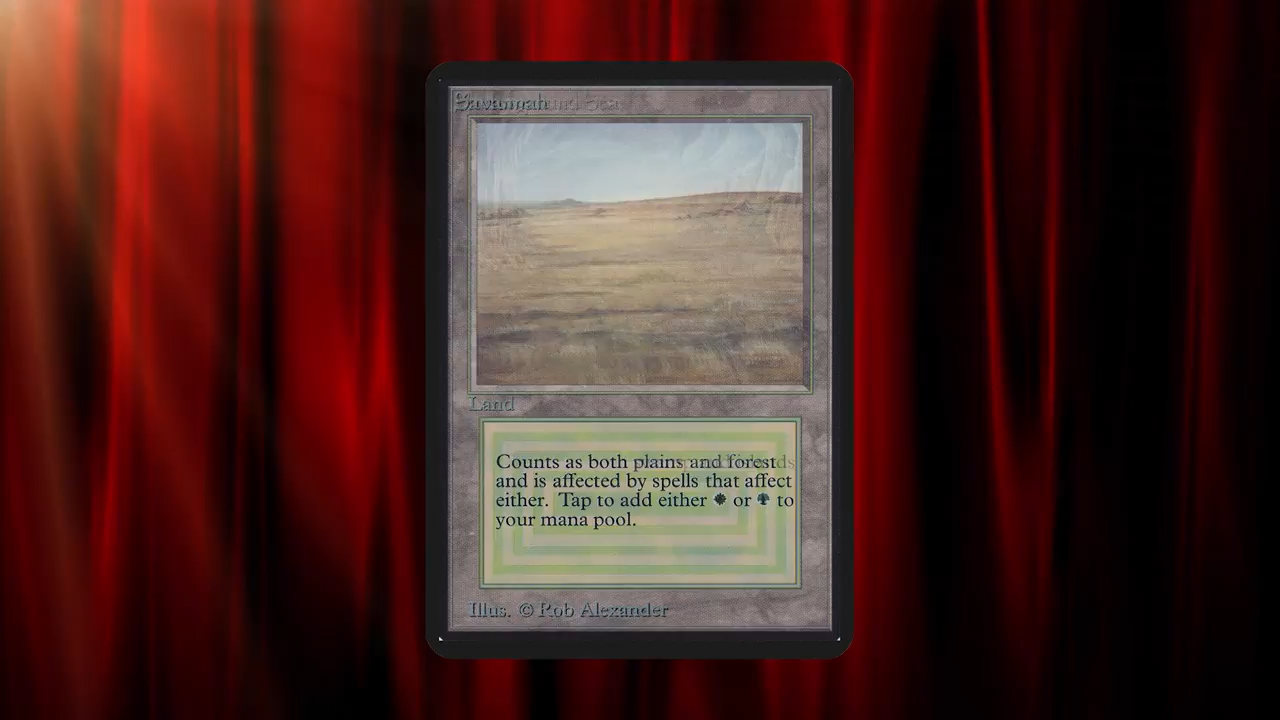 Savannah
Land
Counts as both plains and forest
and is affected by spells that affect
either. Tap to add either or to
your mana pool.
Illus. © Rob Alexander